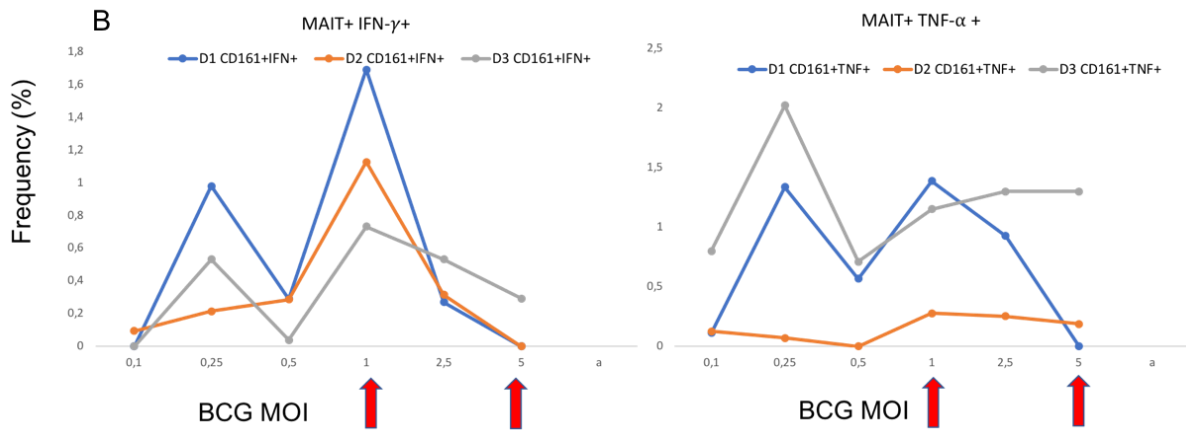 B
MAIT+ IFN-γ+
1,8
D1 CD161+IFN+ D2 CD161+IFN+ D3 CD161+IFN+
1,6
1,4
1,2
1
0,8
0,6
0,4
0,2
0
Frequency (%)
0,1 0,25 0,5 1 2,5 5 a
BCG MOI
MAIT+ TNF-α +
2,5
D1 CD161+TNF+ D2 CD161+TNF+ D3 CD161+TNF+
2
1,5
1
0,5
0
0,1 0,25 0,5 1 2,5 5 a
BCG MOI